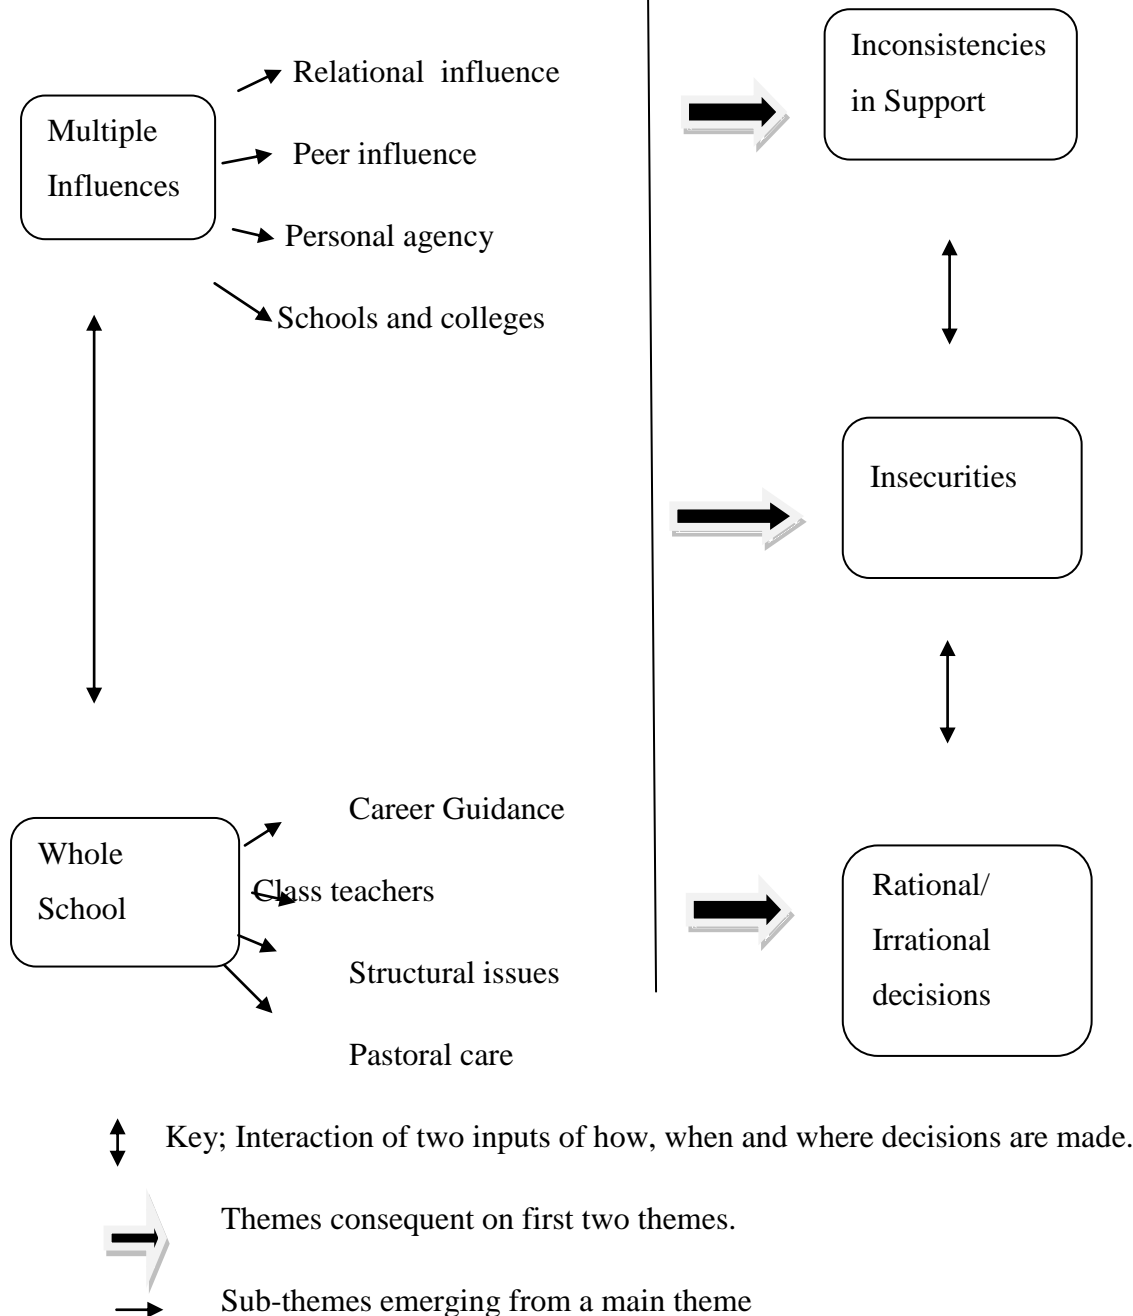 Relational influence
Multiple
Influences
Peer influence
Personal agency
Schools and colleges
Inconsistencies
in Support
Insecurities
Career Guidance
Whole
School
Class teachers
Structural issues
Pastoral care
Rational/
Irrational
decisions
Key; Interaction of two inputs of how, when and where decisions are made.
Themes consequent on first two themes.
Sub-themes emerging from a main theme